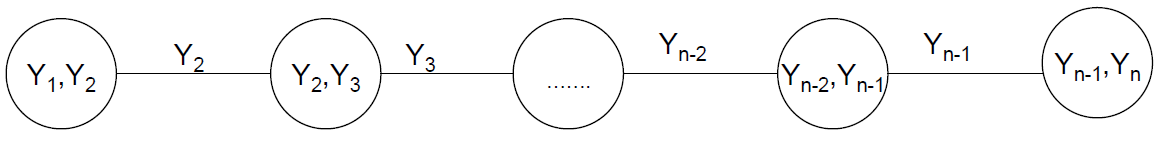 Y₁,Y₂
Y₂
Y₂,Y₃
Y₃
.......
Yₙ₋₂
Yₙ₋₂,Yₙ₋₁
Yₙ₋₁
Yₙ₋₁,Yₙ